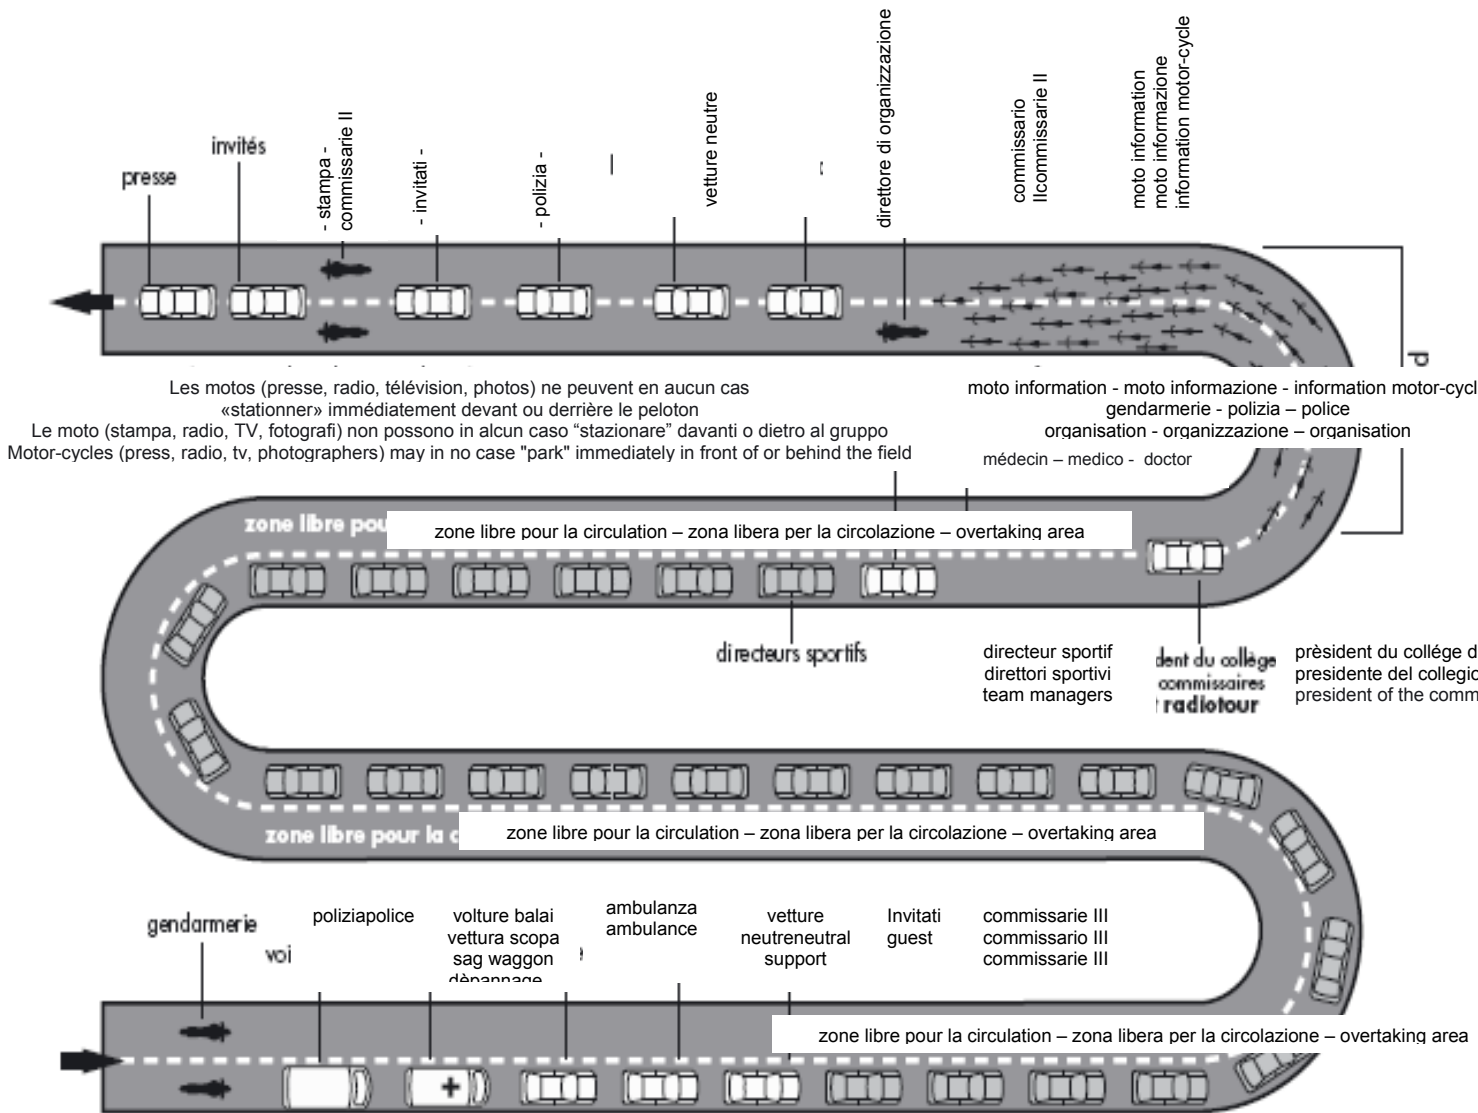 presse
invités
- stampa -
commissarie II
- invitati -
- polizia -
vetture neutre
direttore di organizzazione
commissario
IIcommissarie II
moto information
moto informazione
information motor-cycle
Les motos (presse, radio, télévision, photos) ne peuvent en aucun cas
«stationner» immédiatement devant ou derrière le peloton
Le moto (stampa, radio, TV, fotografi) non possono in alcun caso “stazionare” davanti o dietro al gruppo
Motor-cycles (press, radio, tv, photographers) may in no case "park" immediately in front of or behind the field
moto information - moto informazione - information motor-cycl
gendarmerie - polizia – police
organisation - organizzazione – organisation
médecin – medico - doctor
p
zone libre pou
zone libre pour la circulation – zona libera per la circolazione – overtaking area
directeurs sportifs
directeur sportif
direttori sportivi
team managers
dent du collège
commissaires
radiotour
prèsident du collége d
presidente del collegio
president of the comm
zone libre pour la c
zone libre pour la circulation – zona libera per la circolazione – overtaking area
gendarmerie
voi
poliziapolice
volture balai
vettura scopa
sag waggon
dèpannage
ambulanza
ambulance
vetture
neutreneutral
support
Invitati
guest
commissarie III
commissario III
commissarie III
zone libre pour la circulation – zona libera per la circolazione – overtaking area